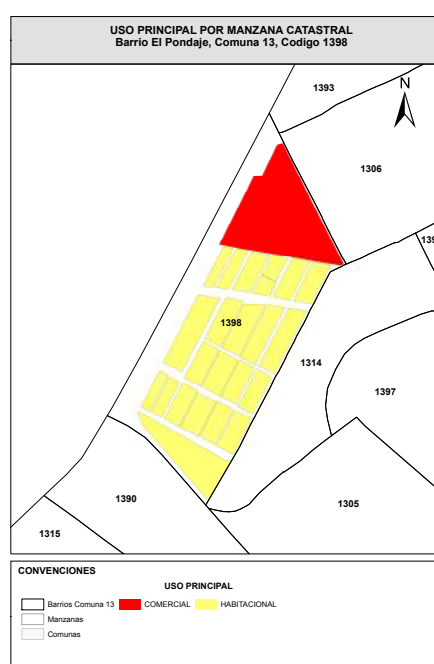 USO PRINCIPAL POR MANZANA CATASTRAL
Barrio El Pondaje, Comuna 13, Codigo 1398
1393
N
1306
139
1398
1314
1397
1390
1305
1315
CONVENCIONES
USO PRINCIPAL
Barrios Comuna 13 COMERCIAL HABITACIONAL
Manzanas
Comunas